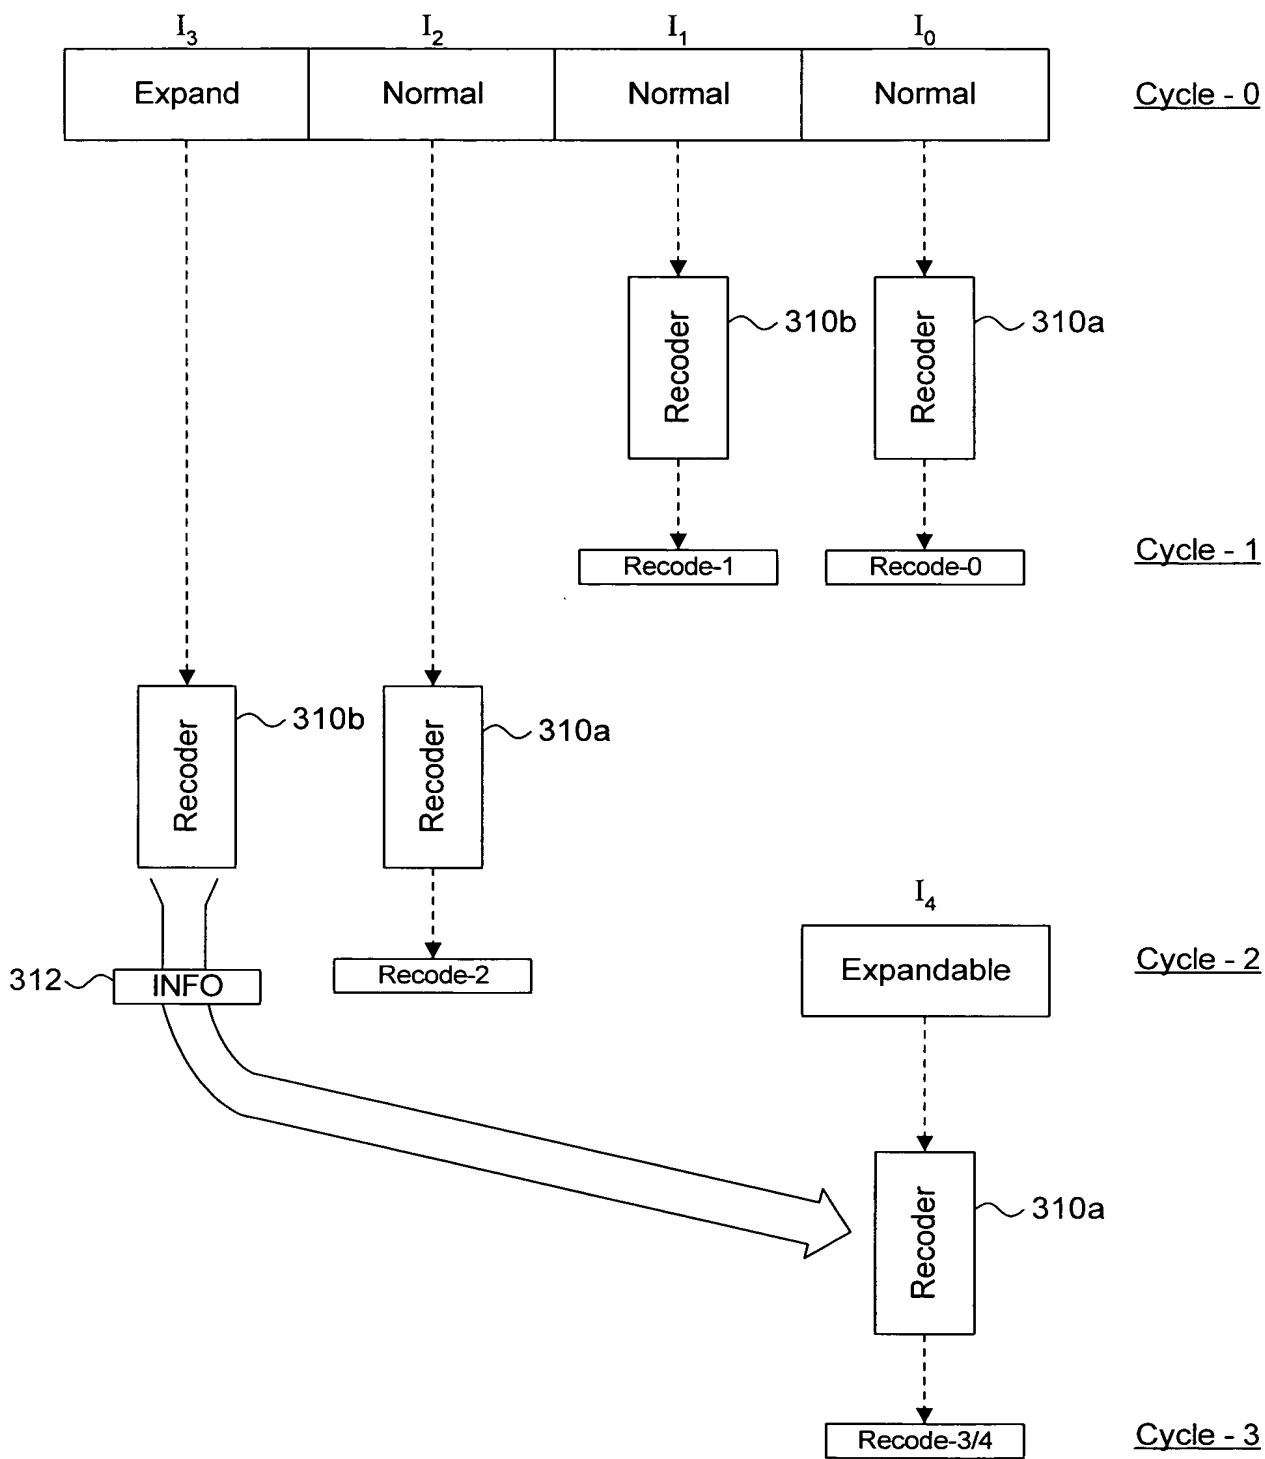 I₃ I₂ I₁ I₀
Expand Normal Normal Normal Cycle - 0
Recoder 310b Recoder 310a
Recode-1 Recode-0 Cycle - 1
Recoder 310b Recoder 310a
I₄
312 INFO Recode-2 Expandable Cycle - 2
Recoder 310a
Recode-3/4 Cycle - 3